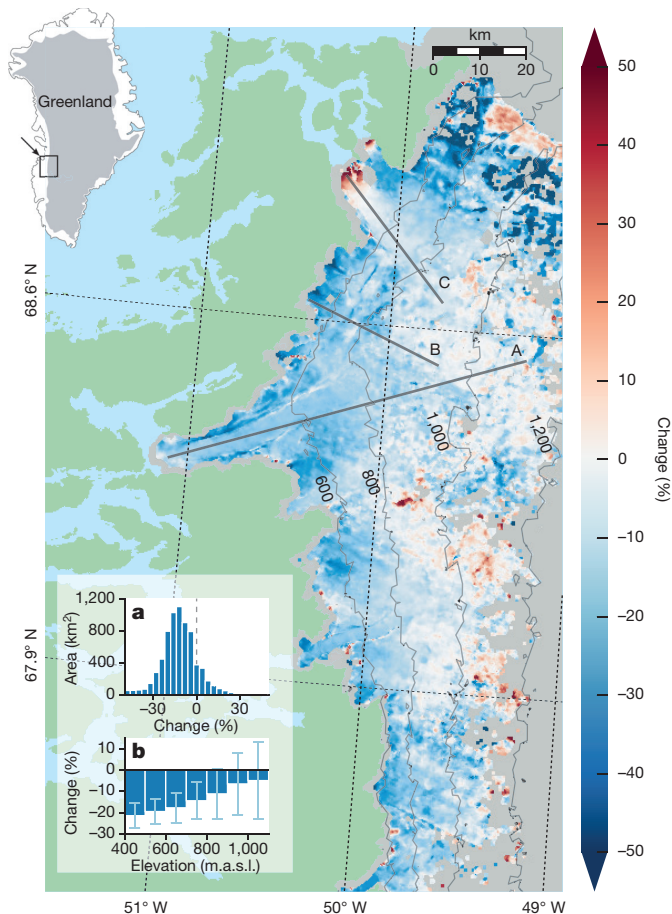 Greenland
km
0 10 20
68.6° N
67.9° N
C
B
A
600
800
1,000
1,200
51° W
50° W
49° W
50
40
30
20
10
0
−10
−20
−30
−40
−50
Change (%)
a
Area (km²)
1,200
800
400
0
−30 0 30
Change (%)
b
Change (%)
10
0
−10
−20
−30
400 600 800 1,000
Elevation (m.a.s.l.)